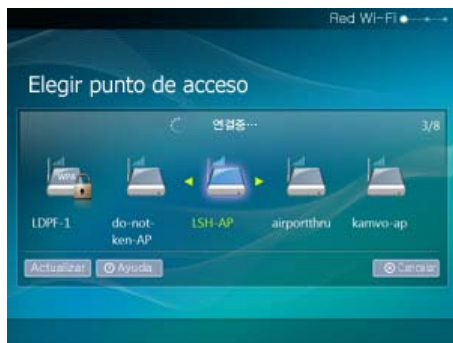 Red Wi-Fi
Elegir punto de acceso
연결중···
3/8
WPA
LDPF-1
do-not-ken-AP
LSH-AP
airportthru
kamvo-ap
Actualizar
Ayuda
Cancelar